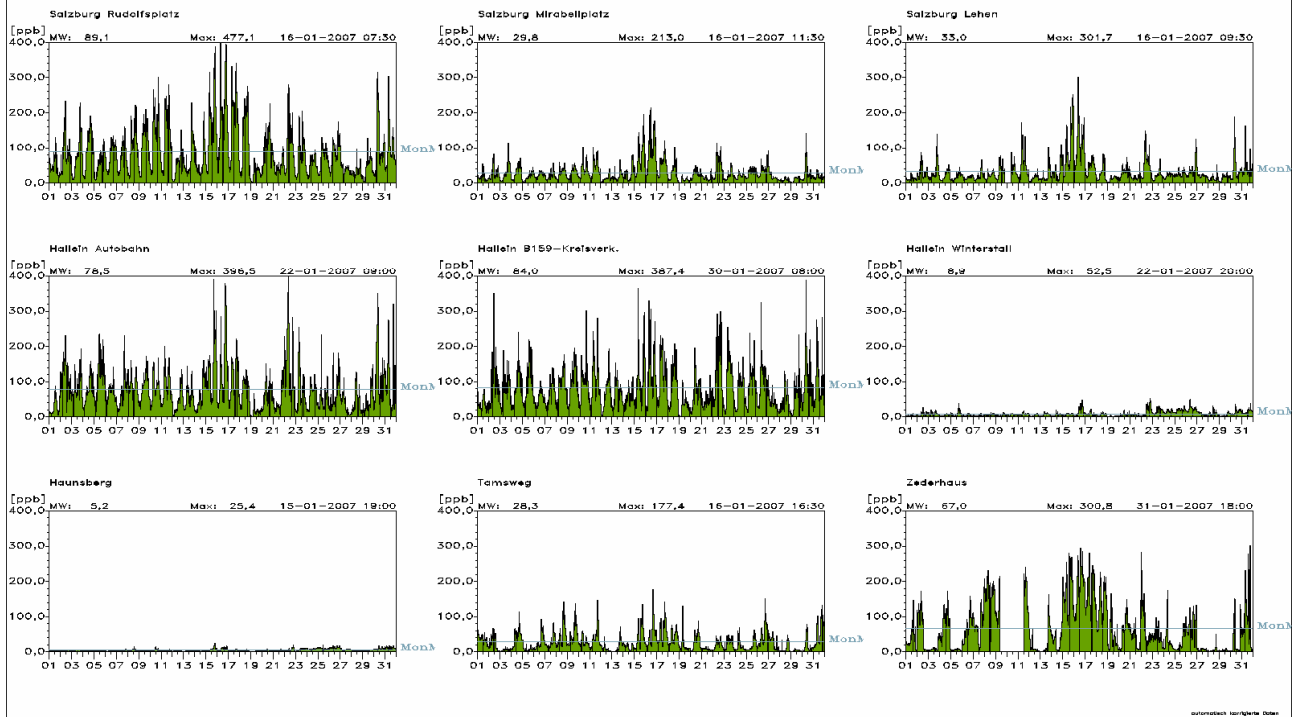 Salzburg Rudolfsplatz
[ppb] MW: 89,1 Max: 477,1 16-01-2007 07:30
400,0
300,0
200,0
100,0
0,0
MonM
01 03 05 07 09 11 13 15 17 19 21 23 25 27 29 31
Salzburg Mirabellplatz
[ppb] MW: 29,8 Max: 213,0 16-01-2007 11:30
400,0
300,0
200,0
100,0
0,0
MonM
01 03 05 07 09 11 13 15 17 19 21 23 25 27 29 31
Salzburg Lehen
[ppb] MW: 33,0 Max: 301,7 16-01-2007 09:30
400,0
300,0
200,0
100,0
0,0
MonM
01 03 05 07 09 11 13 15 17 19 21 23 25 27 29 31
Hallein Autobahn
[ppb] MW: 78,5 Max: 396,5 22-01-2007 09:00
400,0
300,0
200,0
100,0
0,0
MonM
01 03 05 07 09 11 13 15 17 19 21 23 25 27 29 31
Hallein B159-Kreisverk.
[ppb] MW: 84,0 Max: 387,4 30-01-2007 08:00
400,0
300,0
200,0
100,0
0,0
MonM
01 03 05 07 09 11 13 15 17 19 21 23 25 27 29 31
Hallein Winterstall
[ppb] MW: 8,9 Max: 52,5 22-01-2007 20:00
400,0
300,0
200,0
100,0
0,0
MonM
01 03 05 07 09 11 13 15 17 19 21 23 25 27 29 31
Haunsberg
[ppb] MW: 5,2 Max: 25,4 15-01-2007 19:00
400,0
300,0
200,0
100,0
0,0
MonM
01 03 05 07 09 11 13 15 17 19 21 23 25 27 29 31
Tamsweg
[ppb] MW: 28,3 Max: 177,4 16-01-2007 16:30
400,0
300,0
200,0
100,0
0,0
MonM
01 03 05 07 09 11 13 15 17 19 21 23 25 27 29 31
Zederhaus
[ppb] MW: 67,0 Max: 300,8 31-01-2007 18:00
400,0
300,0
200,0
100,0
0,0
MonM
01 03 05 07 09 11 13 15 17 19 21 23 25 27 29 31
automatisch korrigierte Daten